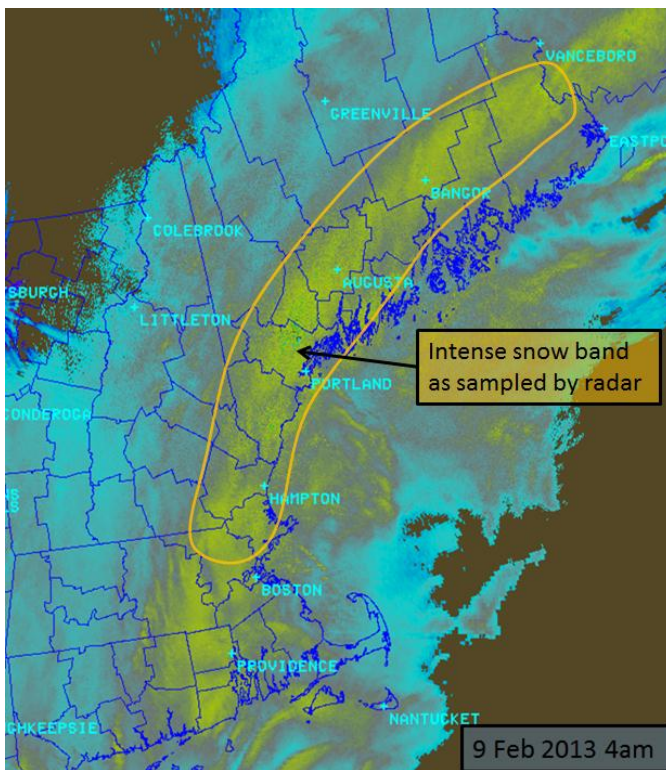 VANCEBORO
GREENVILLE
EASTPO
BANGOR
COLEBROOK
AUGUSTA
SBURGH
LITTLETON
Intense snow band
as sampled by radar
PORTLAND
CONDEROGA
HAMPTON
BOSTON
PROVIDENCE
NANTUCKET
GHKEEPSIE
9 Feb 2013 4am